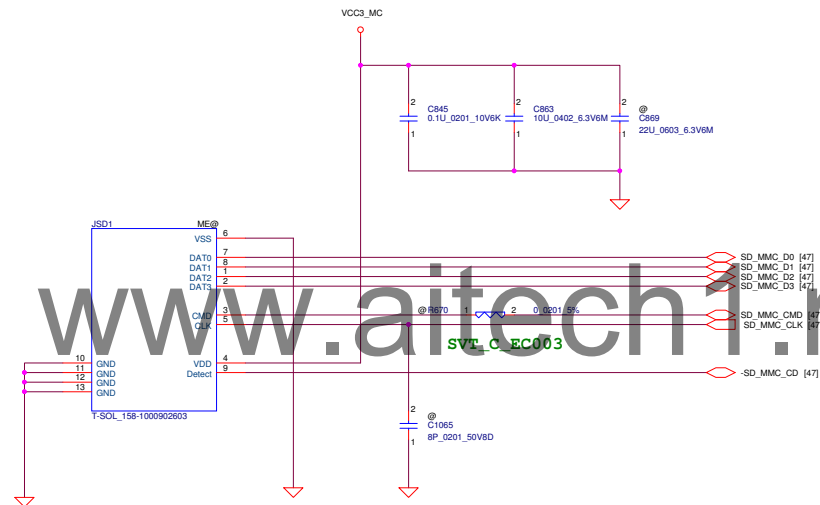 VCC3_MC
2
C845
0.1U_0201_10V6K
1
2
C863
10U_0402_6.3V6M
1
2
@
C869
22U_0603_6.3V6M
1
JSD1
ME@
VSS
6
DAT0
7
SD_MMC_D0 [47]
DAT1
8
SD_MMC_D1 [47]
DAT2
1
SD_MMC_D2 [47]
DAT3
2
SD_MMC_D3 [47]
www.aitech1.
CMD
3
@
R670
1
2
0_0201_5%
SD_MMC_CMD [47
CLK
5
SD_MMC_CLK [47
SVT_C_EC003
10
GND
11
GND
12
GND
13
GND
VDD
4
Detect
9
-SD_MMC_CD [47]
T-SOL_158-1000902603
2
@
C1065
8P_0201_50V8D
1